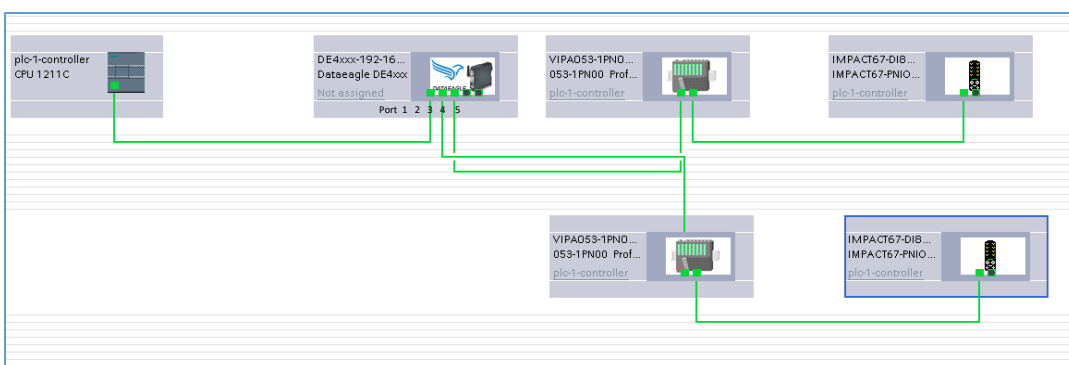 plc-1-controller
CPU 1211C
DE4xxx-192-16...
Dataeagle DE4xxx
Not assigned
DATAEAGLE
Port 1 2 3 4 5
VIPA053-1PN0...
053-1PN00 Prof...
plc-1-controller
IMPACT67-DI8...
IMPACT67-PNIO...
plc-1-controller
VIPA053-1PN0...
053-1PN00 Prof...
plc-1-controller
IMPACT67-DI8...
IMPACT67-PNIO...
plc-1-controller